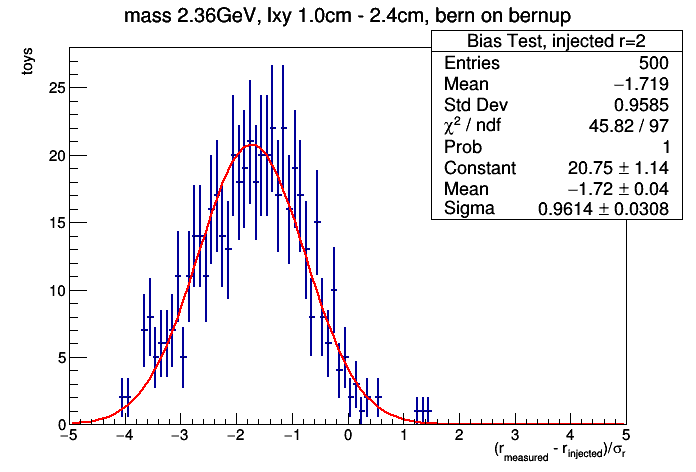 mass 2.36GeV, lxy 1.0cm - 2.4cm, bern on bernup
Bias Test, injected r=2
Entries 500
Mean −1.719
Std Dev 0.9585
χ² / ndf 45.82 / 97
Prob 1
Constant 20.75 ± 1.14
Mean −1.72 ± 0.04
Sigma 0.9614 ± 0.0308
toys
25
20
15
10
5
0
−5 −4 −3 −2 −1 0 1 2 3 4 5
(r_measured - r_injected)/σ_r